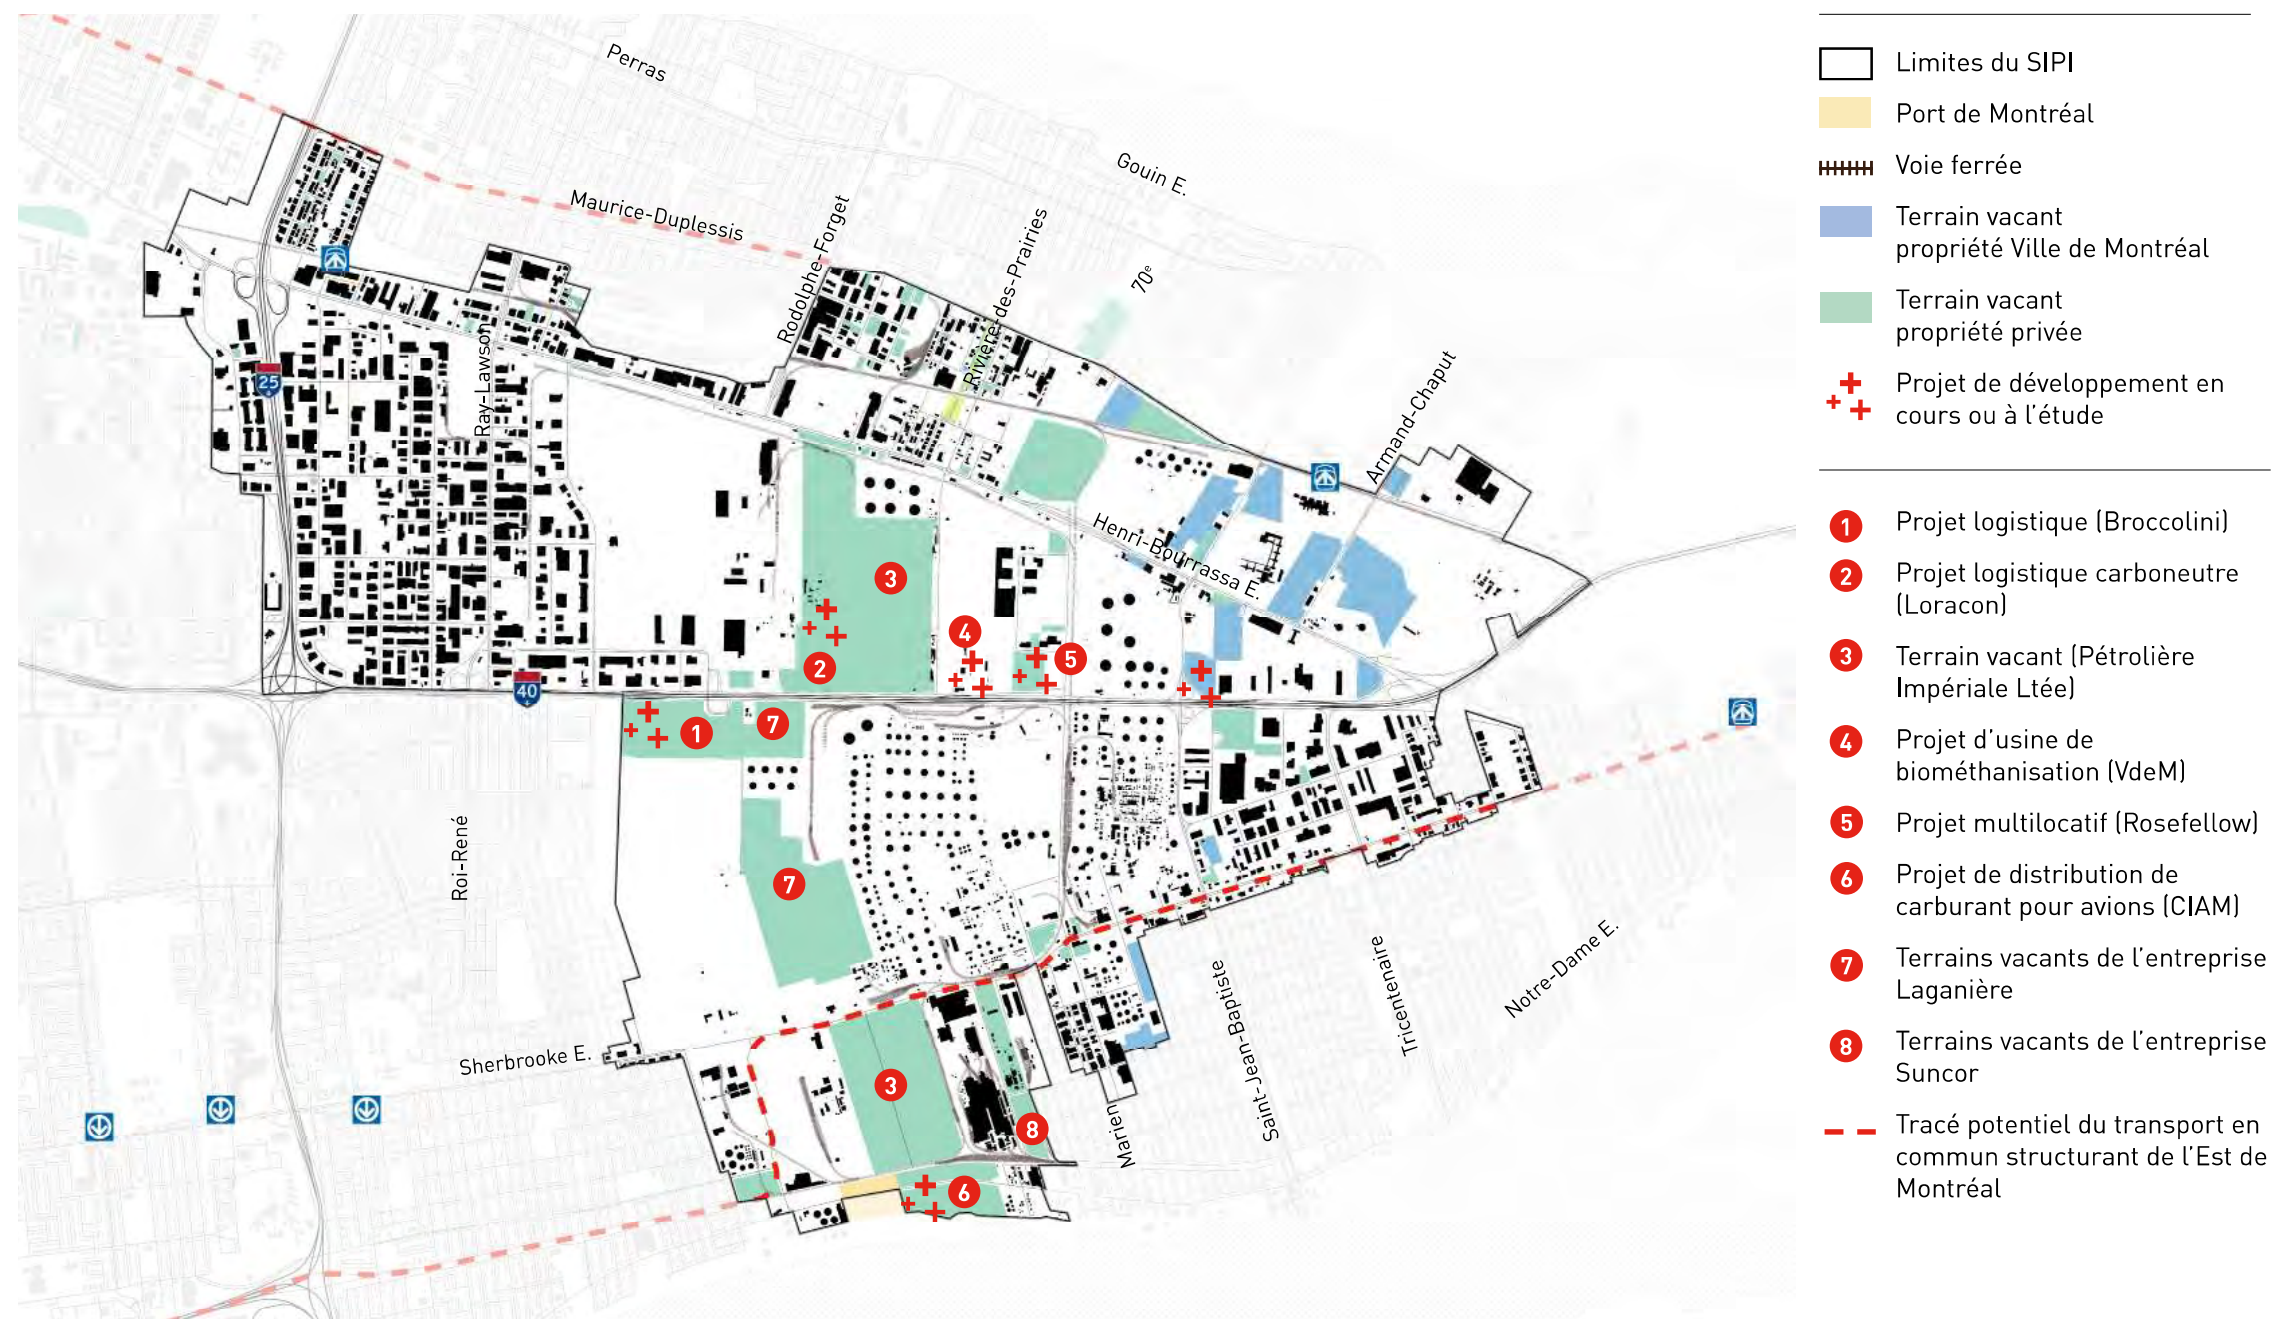 Perras
Gouin E.
Maurice-Duplessis
Rodolphe-Forget
Rivière-des-Prairies
70e
Ray-Lawson
25
Armand-Chaput
Henri-Bourrassa E.
3
4
2
5
40
1
7
Roi-René
7
Sherbrooke E.
3
8
6
Marien
Saint-Jean-Baptiste
Tricentenaire
Notre-Dame E.
Limites du SIPI
Port de Montréal
Voie ferrée
Terrain vacant
propriété Ville de Montréal
Terrain vacant
propriété privée
Projet de développement en
cours ou à l'étude
1 Projet logistique (Broccolini)
2 Projet logistique carboneutre
(Loracon)
3 Terrain vacant (Pétrolière
Impériale Ltée)
4 Projet d'usine de
biométhanisation (VdeM)
5 Projet multilocatif (Rosefellow)
6 Projet de distribution de
carburant pour avions (CIAM)
7 Terrains vacants de l'entreprise
Laganière
8 Terrains vacants de l'entreprise
Suncor
Tracé potentiel du transport en
commun structurant de l'Est de
Montréal